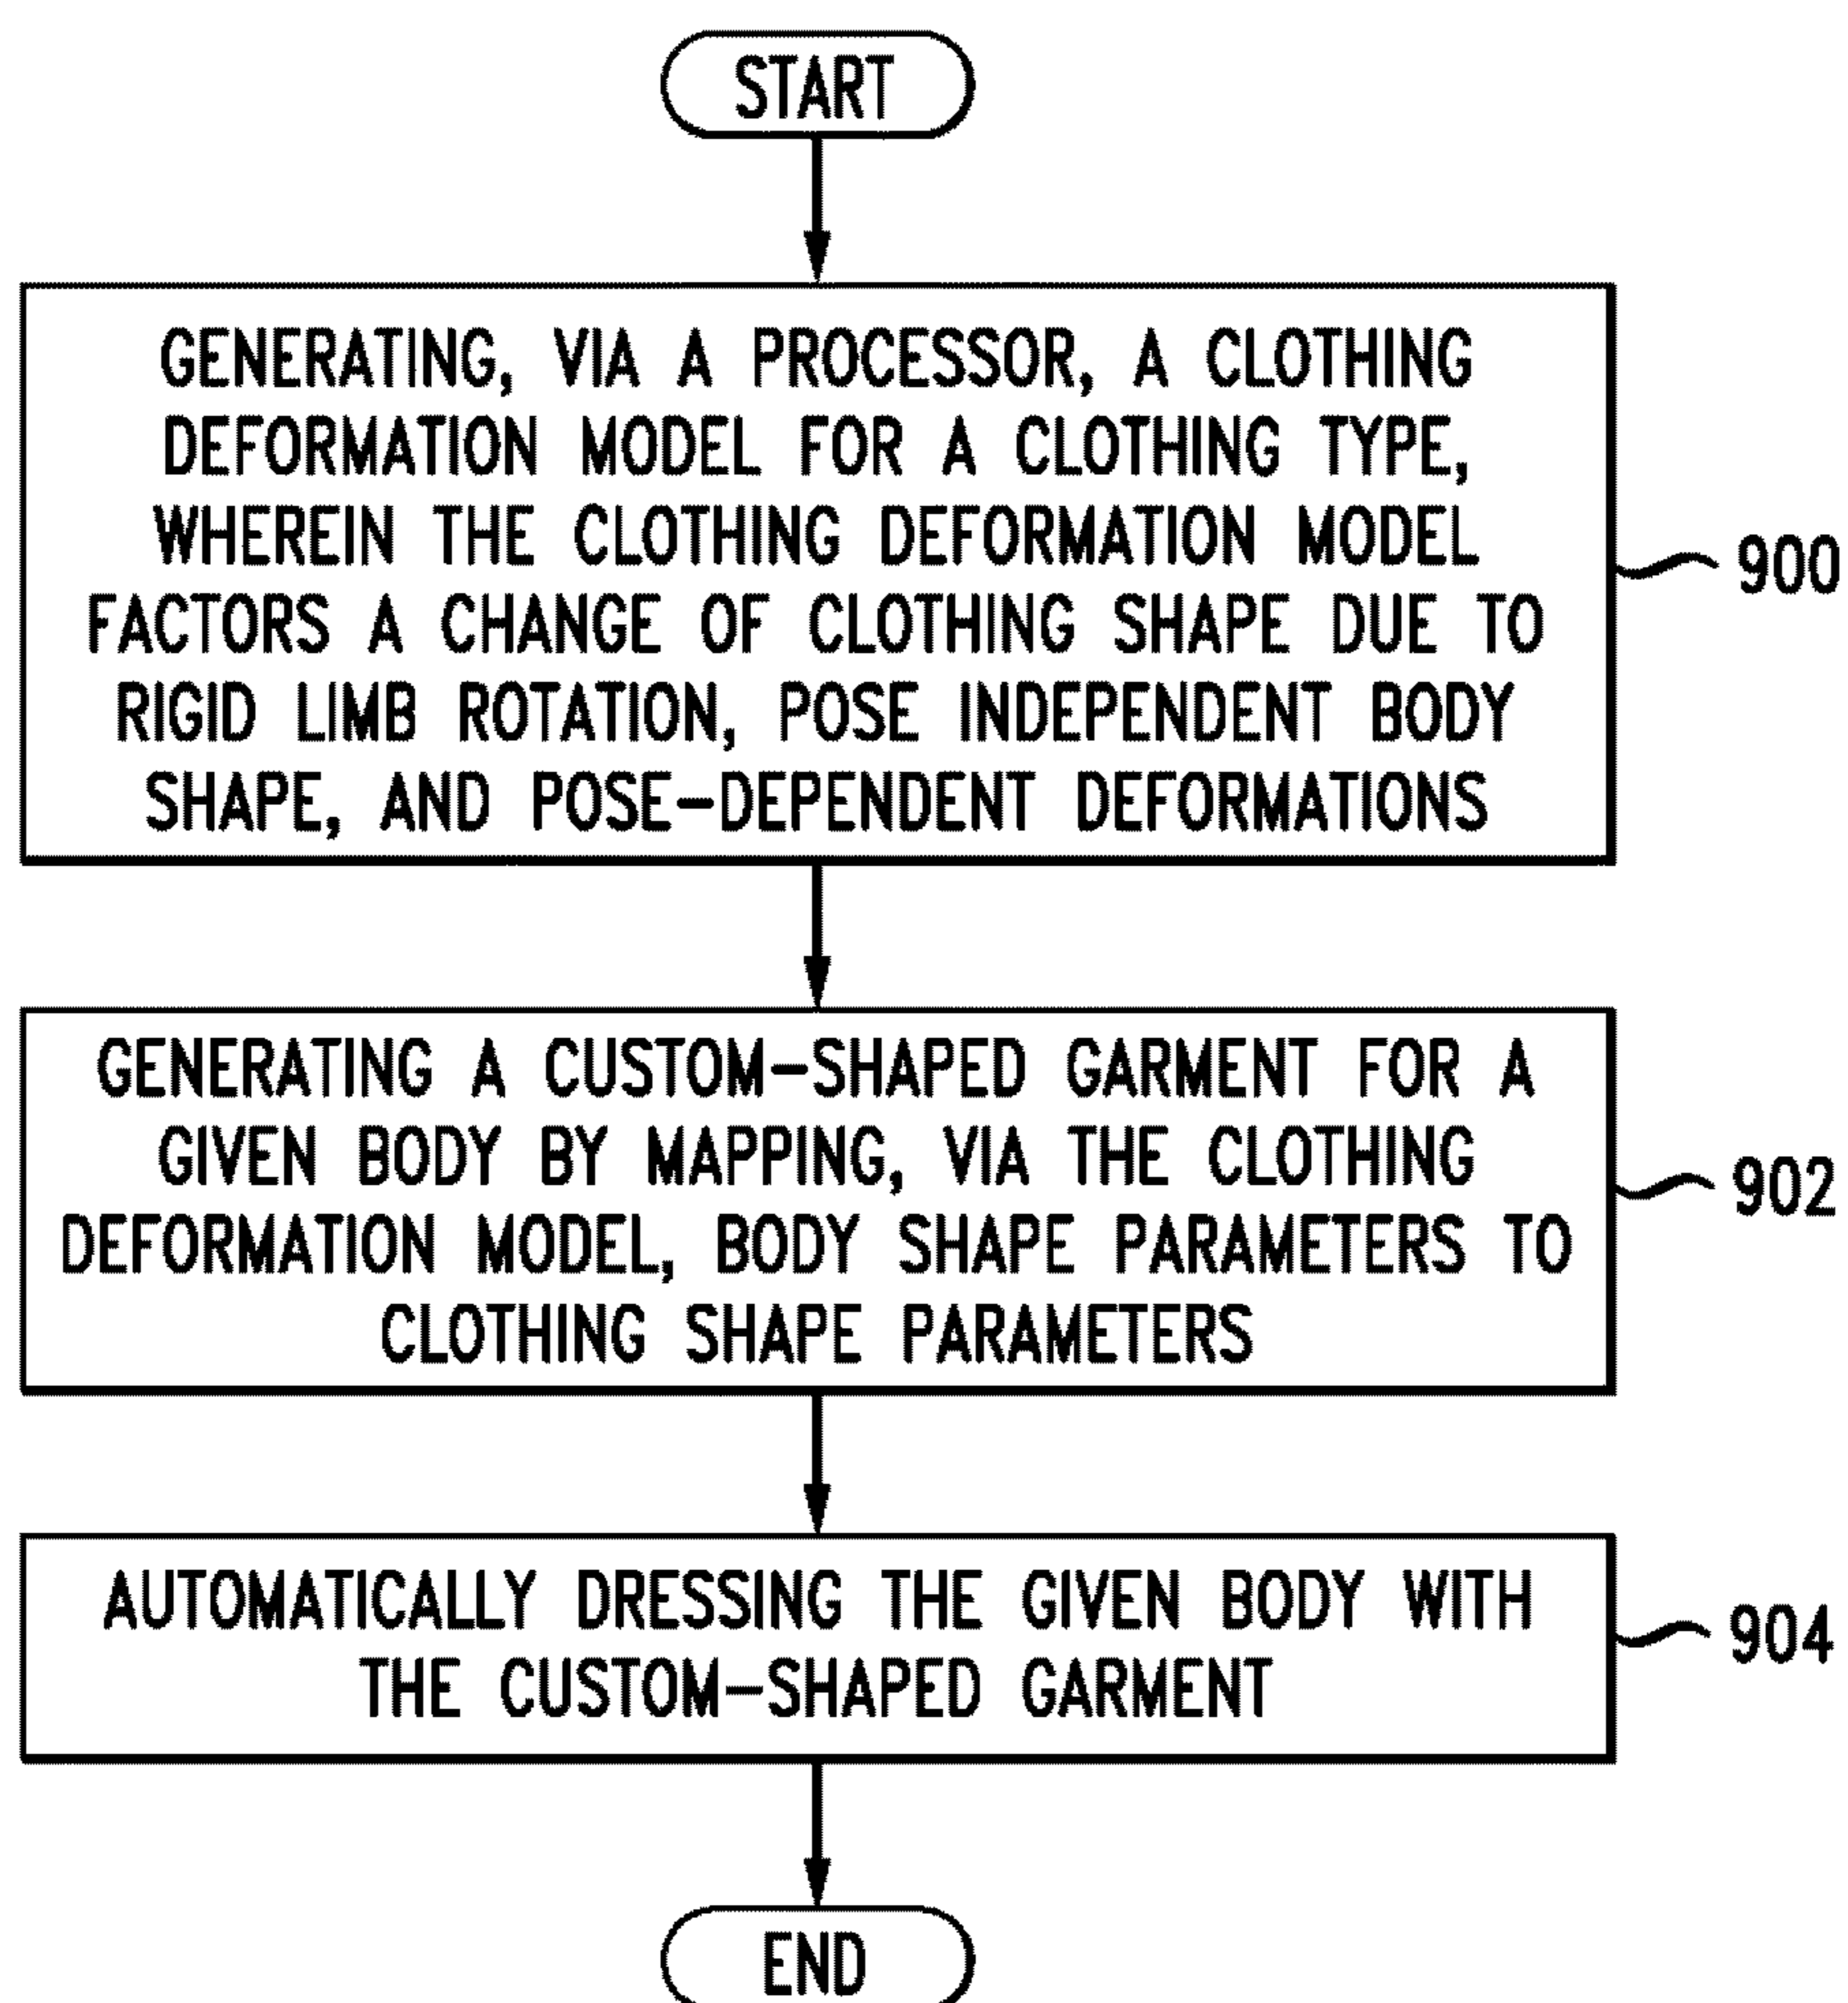 START
GENERATING, VIA A PROCESSOR, A CLOTHING
DEFORMATION MODEL FOR A CLOTHING TYPE,
WHEREIN THE CLOTHING DEFORMATION MODEL
FACTORS A CHANGE OF CLOTHING SHAPE DUE TO
RIGID LIMB ROTATION, POSE INDEPENDENT BODY
SHAPE, AND POSE-DEPENDENT DEFORMATIONS
900
GENERATING A CUSTOM-SHAPED GARMENT FOR A
GIVEN BODY BY MAPPING, VIA THE CLOTHING
DEFORMATION MODEL, BODY SHAPE PARAMETERS TO
CLOTHING SHAPE PARAMETERS
902
AUTOMATICALLY DRESSING THE GIVEN BODY WITH
THE CUSTOM-SHAPED GARMENT
904
END